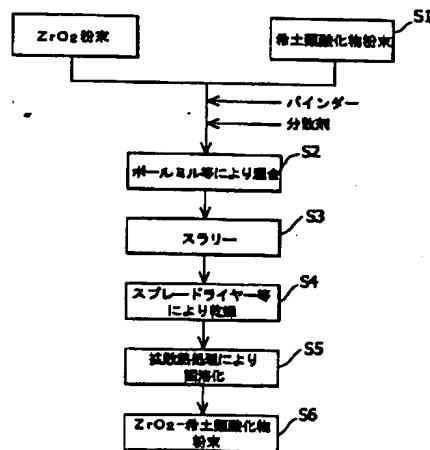 ZrO₂粉末
希土類酸化物粉末
S1
バインダー
分散剤
S2
ボールミル等により混合
S3
スラリー
S4
スプレードライヤー等
により乾燥
S5
拡散熱処理により
固溶化
S6
ZrO₂-希土類酸化物
粉末